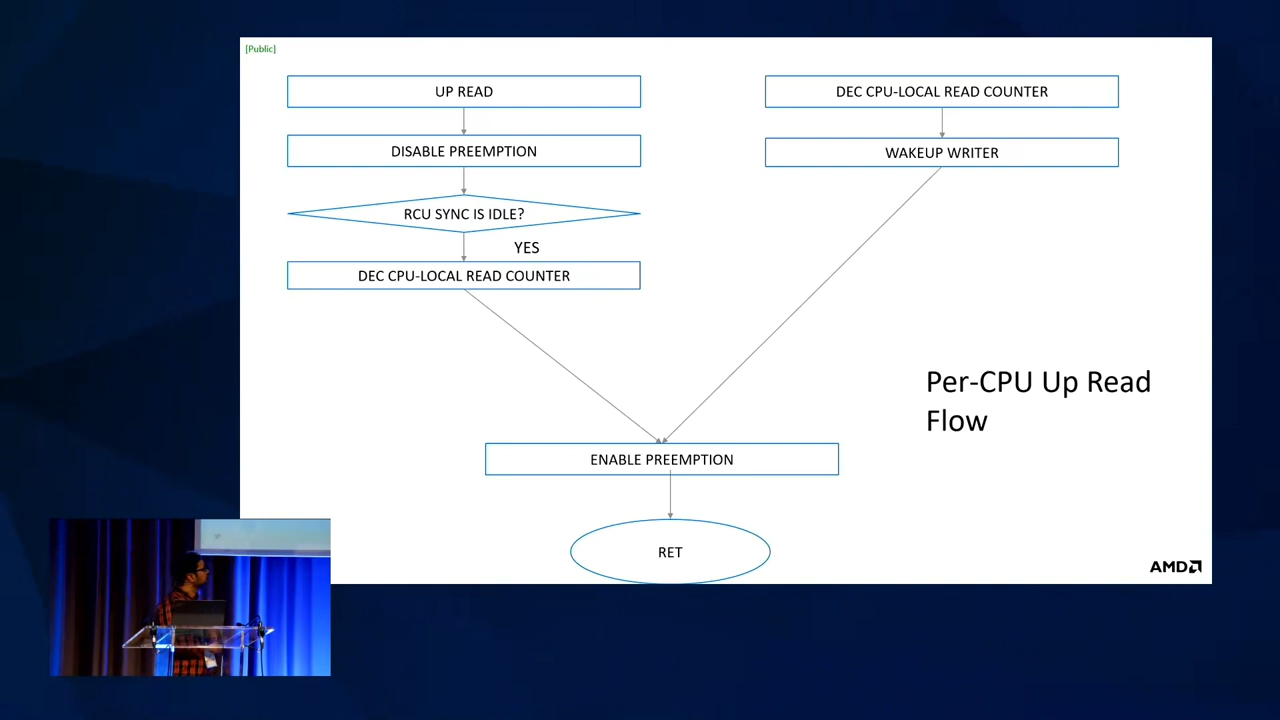 [Public]
UP READ
DISABLE PREEMPTION
RCU SYNC IS IDLE?
YES
DEC CPU-LOCAL READ COUNTER
DEC CPU-LOCAL READ COUNTER
WAKEUP WRITER
Per-CPU Up Read
Flow
ENABLE PREEMPTION
RET
AMD